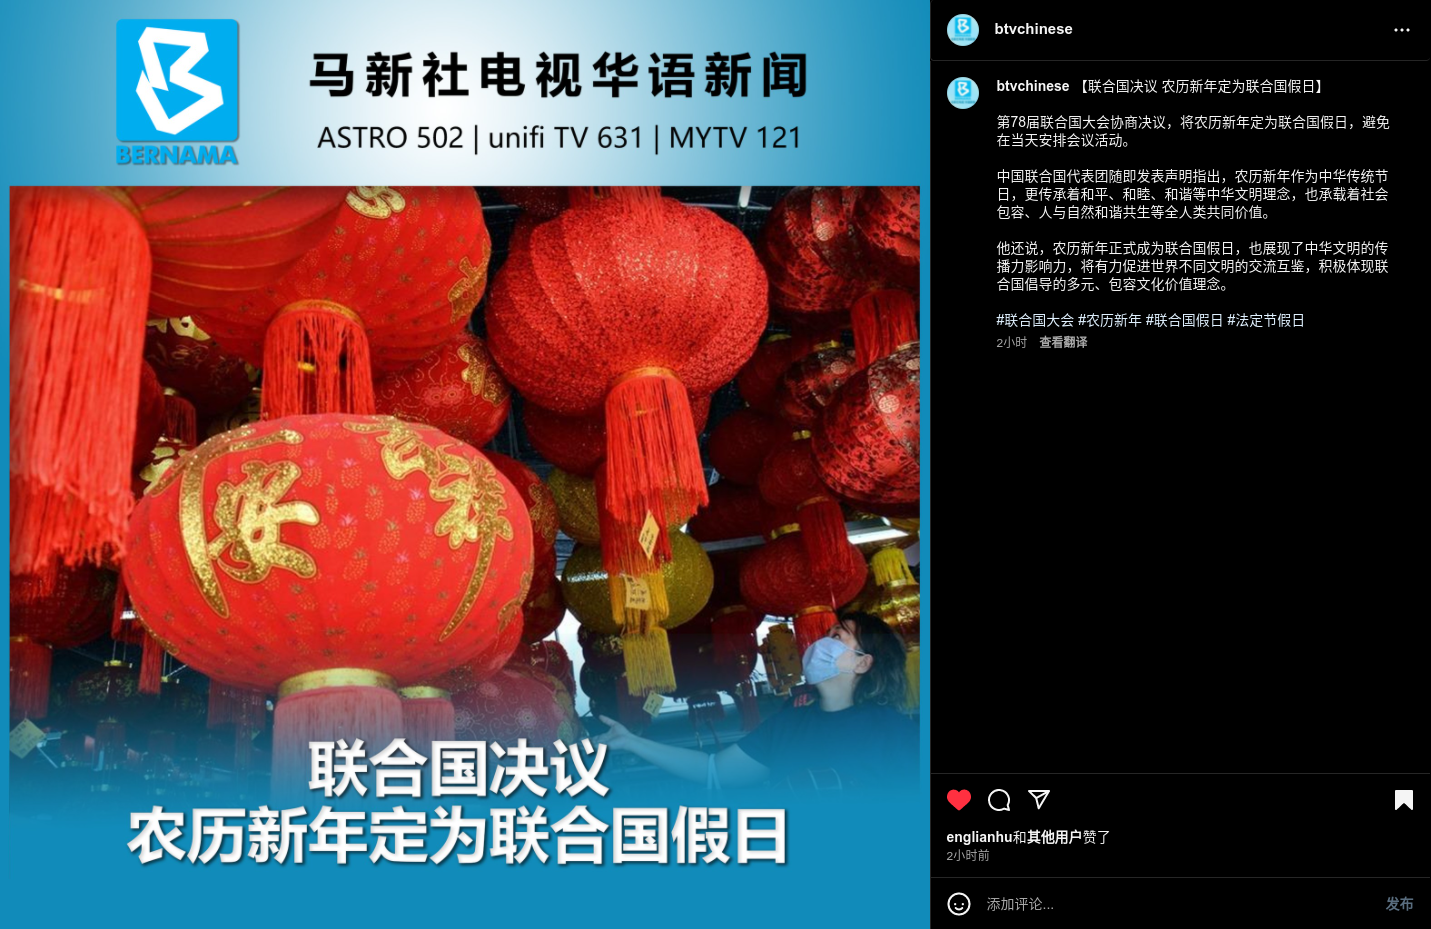 BERNAMA
马新社电视华语新闻
ASTRO 502 | unifi TV 631 | MYTV 121
安
吉祥
联合国决议
农历新年定为联合国假日
btvchinese
btvchinese 【联合国决议 农历新年定为联合国假日】
第78届联合国大会协商决议，将农历新年定为联合国假日，避免
在当天安排会议活动。
中国联合国代表团随即发表声明指出，农历新年作为中华传统节
日，更传承着和平、和睦、和谐等中华文明理念，也承载着社会
包容、人与自然和谐共生等全人类共同价值。
他还说，农历新年正式成为联合国假日，也展现了中华文明的传
播力影响力，将有力促进世界不同文明的交流互鉴，积极体现联
合国倡导的多元、包容文化价值理念。
#联合国大会 #农历新年 #联合国假日 #法定节假日
2小时 查看翻译
englianhu和其他用户赞了
2小时前
添加评论...
发布